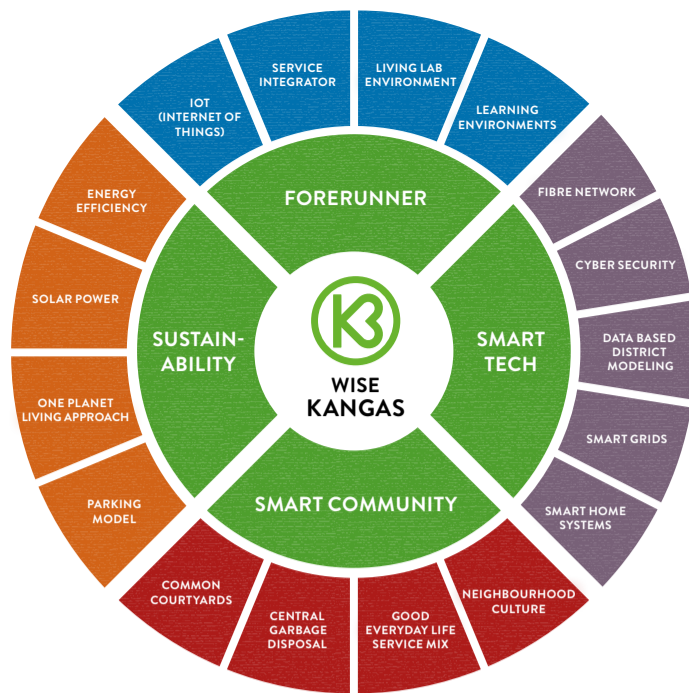 SERVICE
INTEGRATOR
LIVING LAB
ENVIRONMENT
IOT
(INTERNET OF
THINGS)
LEARNING
ENVIRONMENTS
ENERGY
EFFICIENCY
FORERUNNER
FIBRE NETWORK
SOLAR POWER
CYBER SECURITY
SUSTAIN-
ABILITY
WISE
KANGAS
SMART
TECH
DATA BASED
DISTRICT
MODELING
ONE PLANET
LIVING APPROACH
SMART GRIDS
PARKING
MODEL
SMART COMMUNITY
SMART HOME
SYSTEMS
COMMON
COURTYARDS
CENTRAL
GARBAGE
DISPOSAL
GOOD
EVERYDAY LIFE
SERVICE MIX
NEIGHBOURHOOD
CULTURE